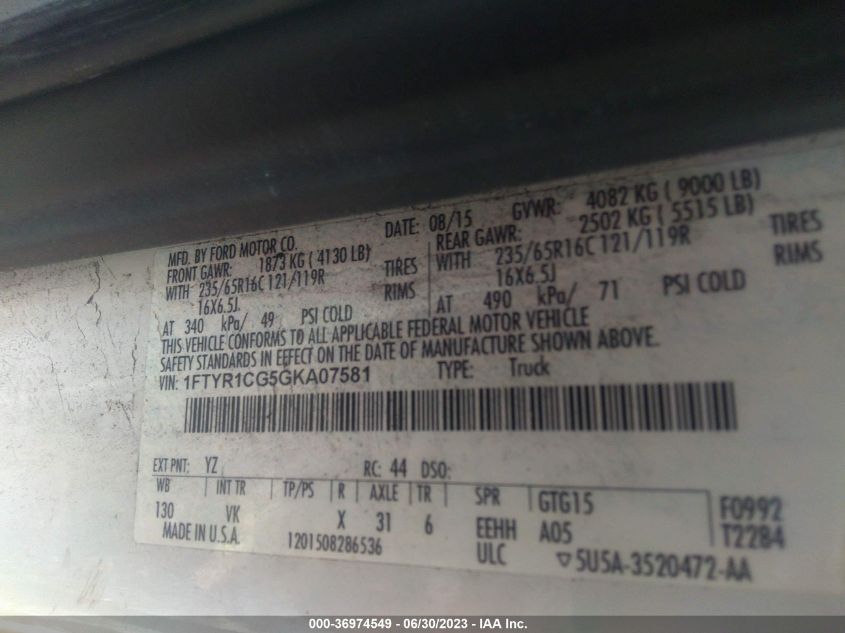 MFD. BY FORD MOTOR CO.
DATE: 08/15 GVWR: 4082 KG ( 9000 LB)
FRONT GAWR: 1873 KG ( 4130 LB)
REAR GAWR: 2502 KG ( 5515 LB)
WITH 235/65R16C 121/119R TIRES
WITH 235/65R16C 121/119R TIRES
16X6.5J RIMS
16X6.5J RIMS
AT 340 kPa/ 49 PSI COLD
AT 490 kPa/ 71 PSI COLD
THIS VEHICLE CONFORMS TO ALL APPLICABLE FEDERAL MOTOR VEHICLE
SAFETY STANDARDS IN EFFECT ON THE DATE OF MANUFACTURE SHOWN ABOVE.
VIN: 1FTYR1CG5GKA07581 TYPE: Truck
EXT PNT: YZ RC: 44 DSO:
WB INT TR TP/PS R AXLE TR SPR GTG15 F0992
130 VK X 31 6 EEHH A05 T2284
MADE IN U.S.A. 1201508286536 ULC ▽5U5A-3520472-AA
000-36974549 - 06/30/2023 - IAA Inc.